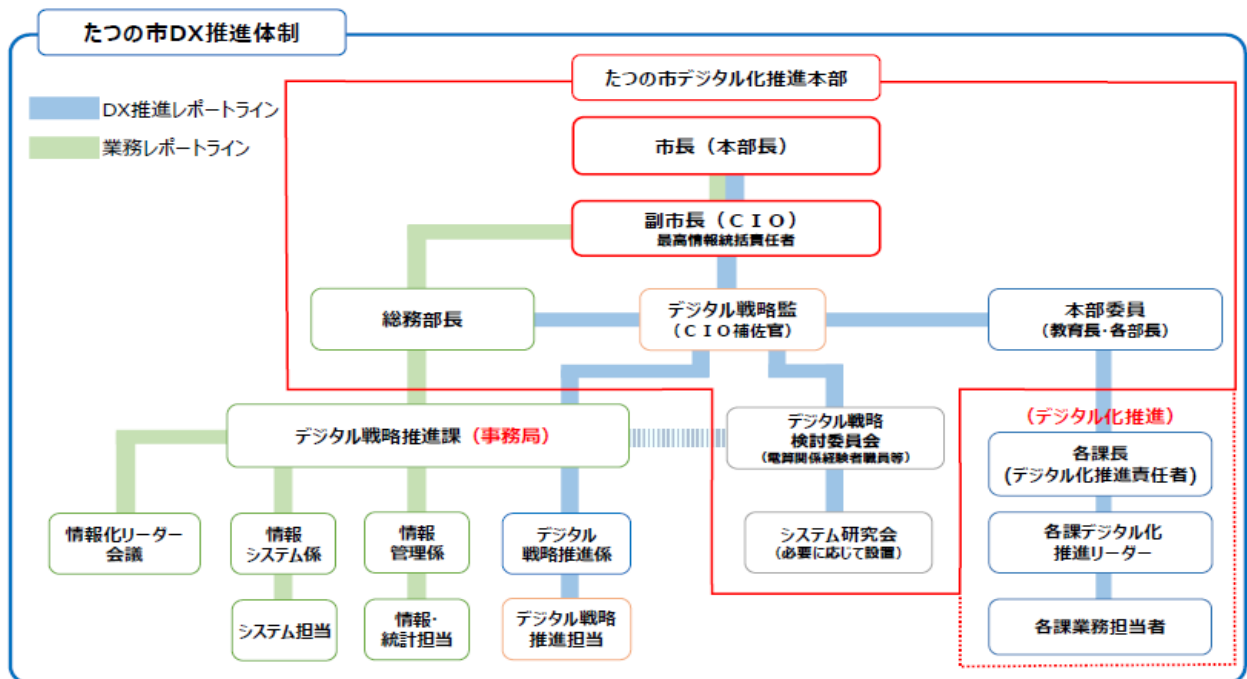 たつの市DX推進体制
たつの市デジタル化推進本部
DX推進レポートライン
業務レポートライン
市長（本部長）
副市長（ＣＩＯ）
最高情報統括責任者
総務部長
デジタル戦略監
（ＣＩＯ補佐官）
本部委員
（教育長・各部長）
デジタル戦略推進課（事務局）
デジタル戦略
検討委員会
（電算関係経験者職員等）
（デジタル化推進）
各課長
(デジタル化推進責任者)
情報化リーダー
会議
情報
システム係
情報
管理係
デジタル
戦略推進係
システム研究会
（必要に応じて設置）
各課デジタル化
推進リーダー
システム担当
情報・
統計担当
デジタル戦略
推進担当
各課業務担当者